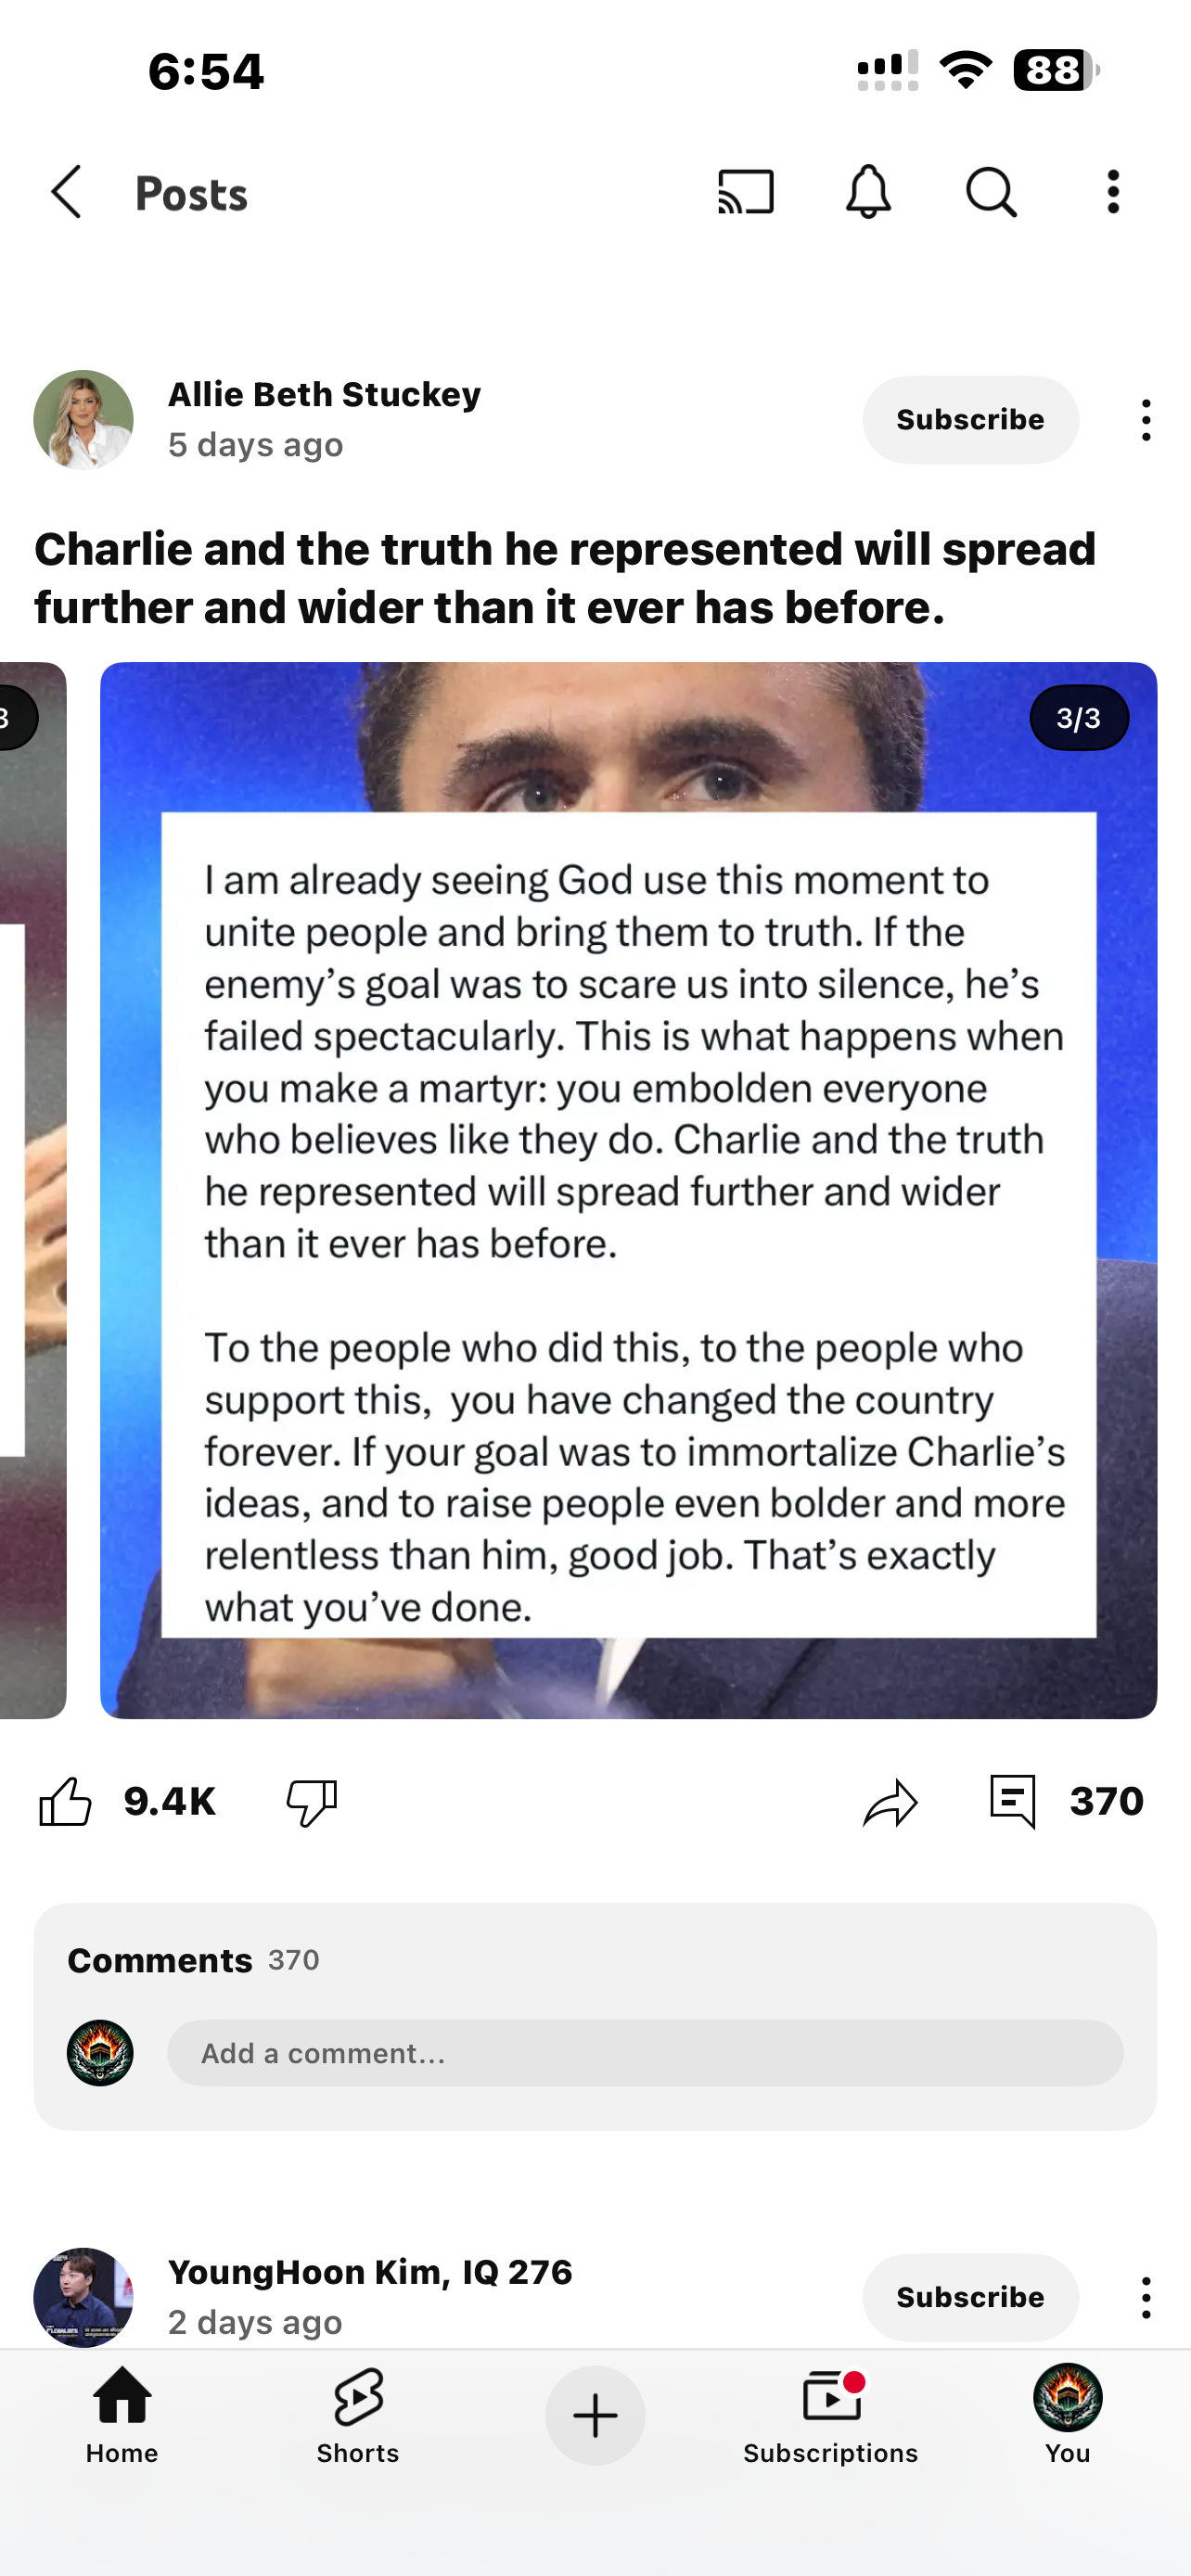 6:54
88
Posts
Allie Beth Stuckey
5 days ago
Subscribe
Charlie and the truth he represented will spread
further and wider than it ever has before.
3
3/3
I am already seeing God use this moment to
unite people and bring them to truth. If the
enemy’s goal was to scare us into silence, he’s
failed spectacularly. This is what happens when
you make a martyr: you embolden everyone
who believes like they do. Charlie and the truth
he represented will spread further and wider
than it ever has before.
To the people who did this, to the people who
support this,  you have changed the country
forever. If your goal was to immortalize Charlie’s
ideas, and to raise people even bolder and more
relentless than him, good job. That’s exactly
what you’ve done.
9.4K
370
Comments 370
Add a comment...
YoungHoon Kim, IQ 276
2 days ago
Subscribe
Home
Shorts
Subscriptions
You